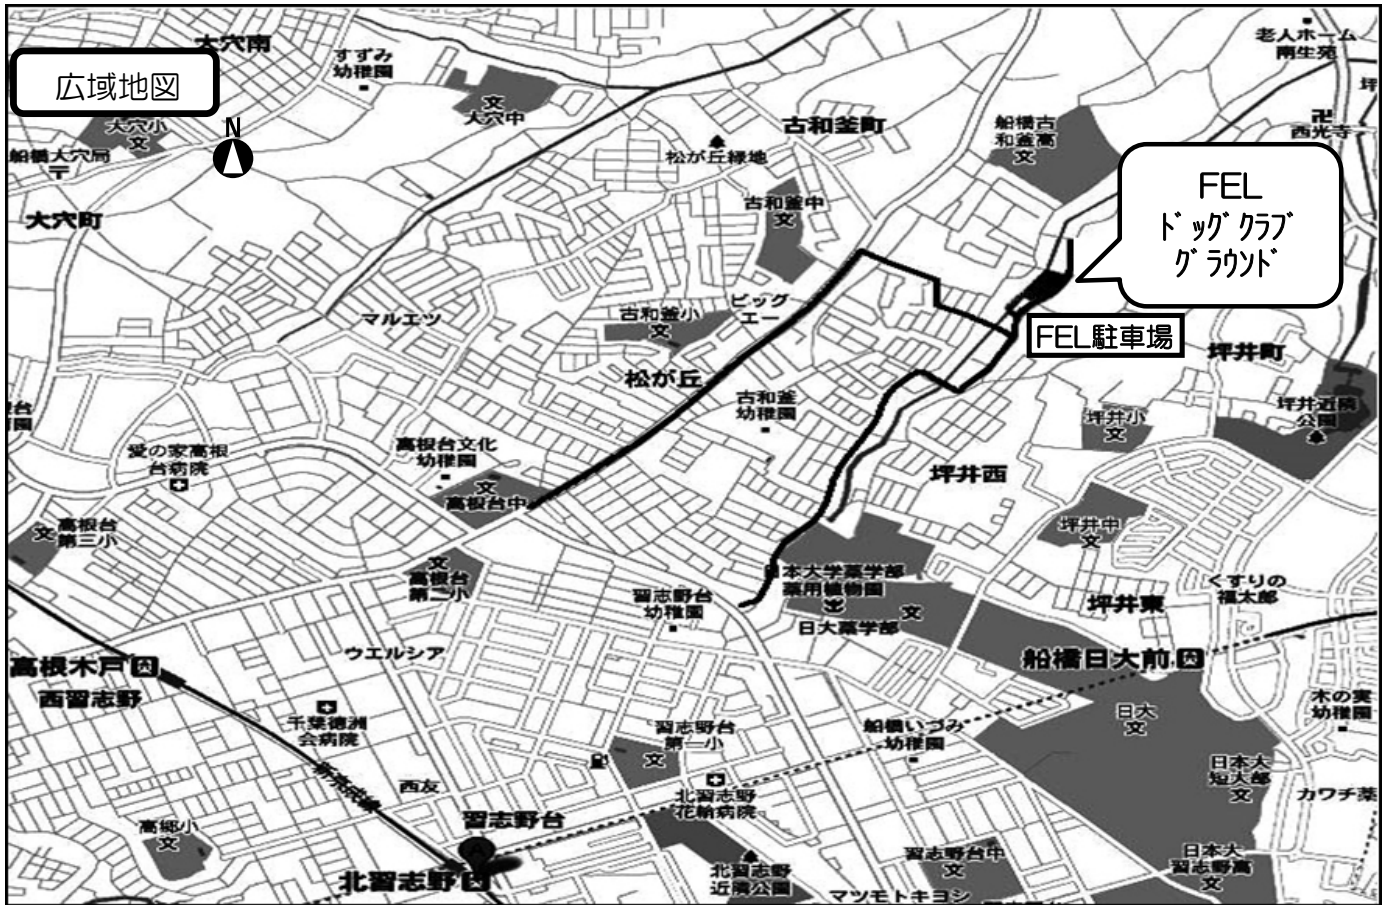 大穴南
すずみ
幼稚園
老人ホーム
南生苑
広域地図
大穴中
大穴小
N
古和釜町
船橋古
和釜高
西光寺
船橋大穴局
松が丘緑地
FEL
ドッグクラブ
グラウンド
古和釜中
大穴町
マルエツ
古和釜小
ビッグ
エー
FEL駐車場
坪井町
松が丘
古和釜
幼稚園
坪井小
坪井近隣
公園
高根台文化
幼稚園
愛の家高根
台病院
坪井西
高根台中
高根台
第三小
坪井中
高根台
第二小
日本大学薬学部
薬用植物園
習志野台
幼稚園
くすりの
福太郎
坪井東
日大薬学部
ウエルシア
高根木戸
西習志野
船橋日大前
千葉徳洲
会病院
木の実
幼稚園
日大
習志野台
第一小
船橋いづみ
幼稚園
新京成線
西友
日本大
短大部
カワチ薬
北習志野
花輪病院
習志野台
高郷小
習志野台中
日本大
習志野高
北習志野
北習志野
近隣公園
マツモトキヨシ